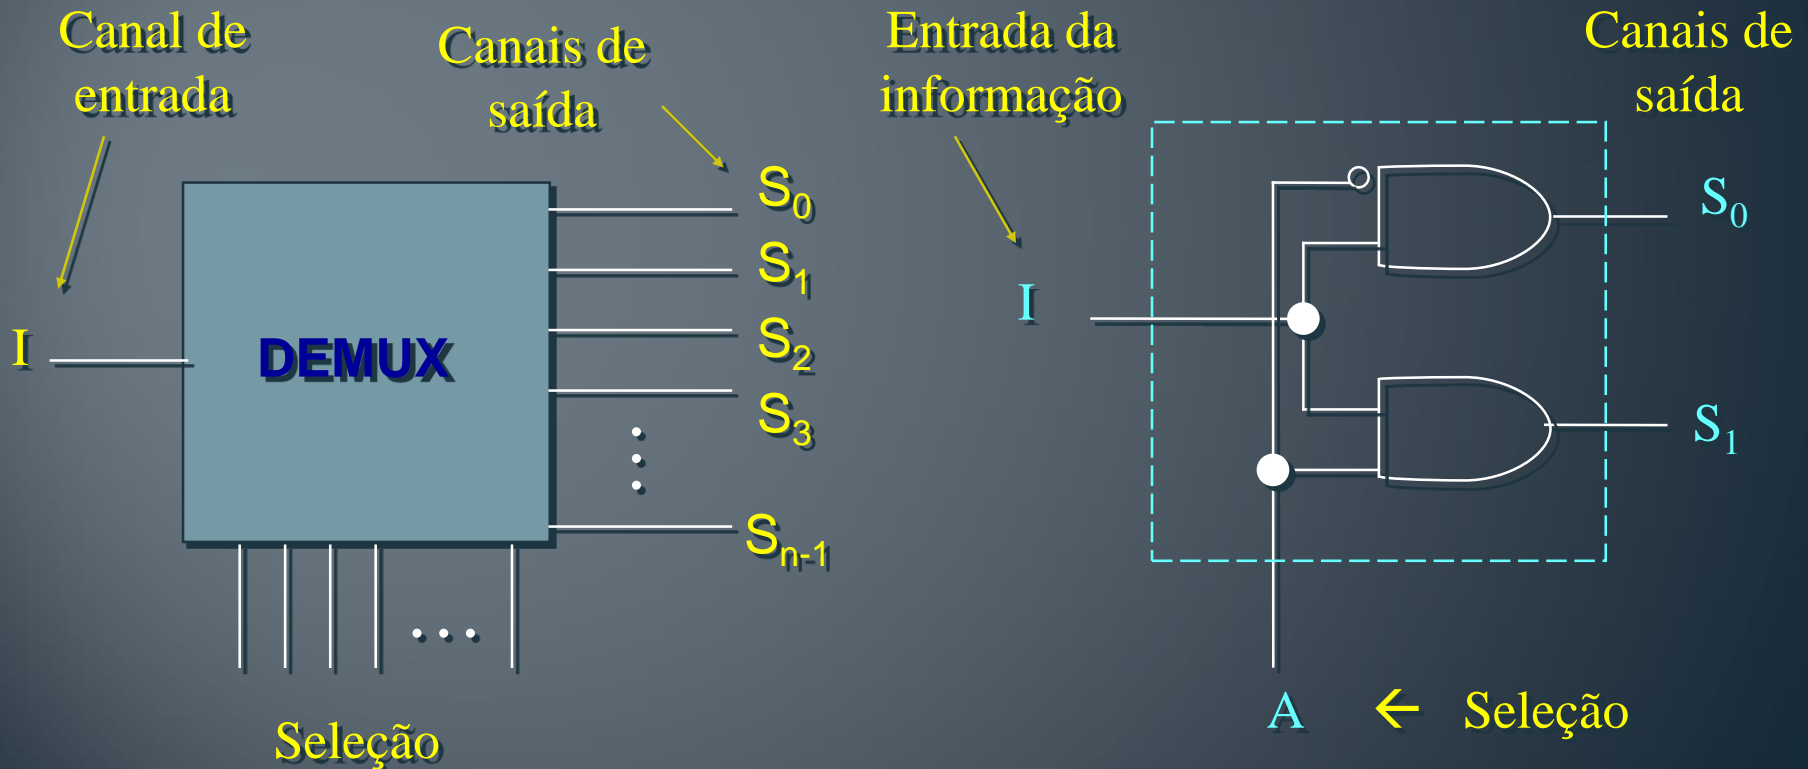 Canal de
entrada
Canais de
saída
I
DEMUX
S0
S1
S2
S3
Sn-1
Seleção
Entrada da
informação
Canais de
saída
I
S0
S1
A ← Seleção